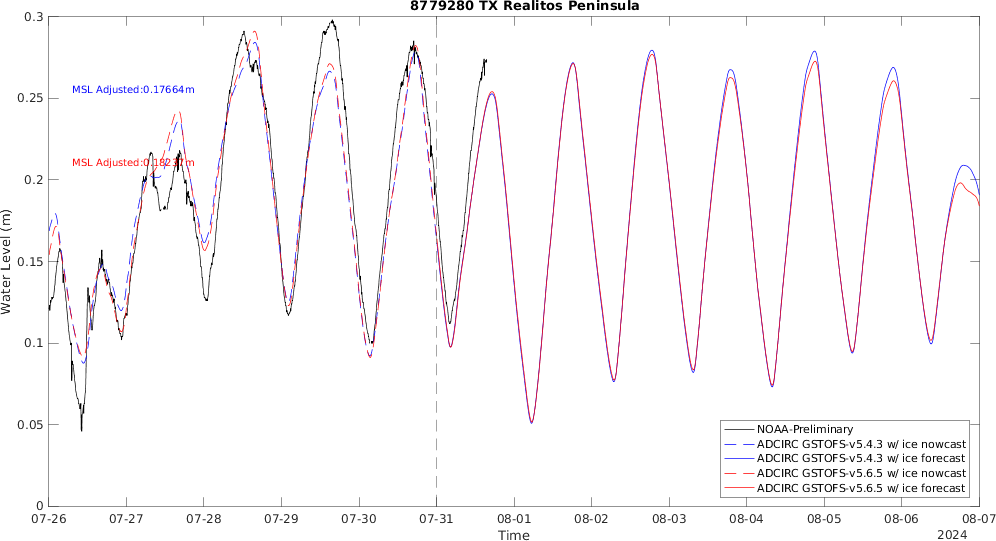 8779280 TX Realitos Peninsula
Water Level (m)
0.3
0.25
0.2
0.15
0.1
0.05
0
MSL Adjusted:0.17664m
MSL Adjusted:0.18237m
NOAA-Preliminary
ADCIRC GSTOFS-v5.4.3 w/ ice nowcast
ADCIRC GSTOFS-v5.4.3 w/ ice forecast
ADCIRC GSTOFS-v5.6.5 w/ ice nowcast
ADCIRC GSTOFS-v5.6.5 w/ ice forecast
07-26 07-27 07-28 07-29 07-30 07-31 08-01 08-02 08-03 08-04 08-05 08-06 08-07
Time
2024